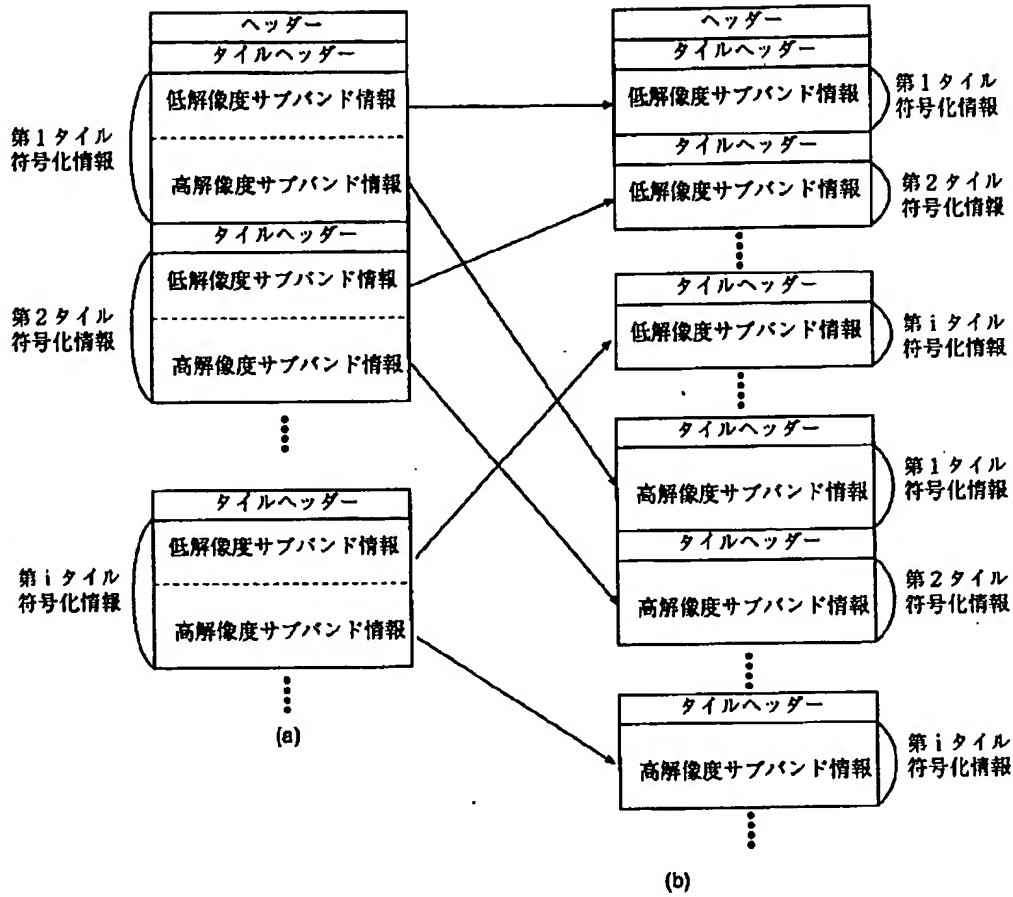 ヘッダー
タイルヘッダー
第1タイル
符号化情報
低解像度サブバンド情報
高解像度サブバンド情報
タイルヘッダー
第2タイル
符号化情報
低解像度サブバンド情報
高解像度サブバンド情報
タイルヘッダー
第iタイル
符号化情報
低解像度サブバンド情報
高解像度サブバンド情報
(a)
ヘッダー
タイルヘッダー
低解像度サブバンド情報
第1タイル
符号化情報
タイルヘッダー
低解像度サブバンド情報
第2タイル
符号化情報
タイルヘッダー
低解像度サブバンド情報
第iタイル
符号化情報
タイルヘッダー
高解像度サブバンド情報
第1タイル
符号化情報
タイルヘッダー
高解像度サブバンド情報
第2タイル
符号化情報
タイルヘッダー
高解像度サブバンド情報
第iタイル
符号化情報
(b)